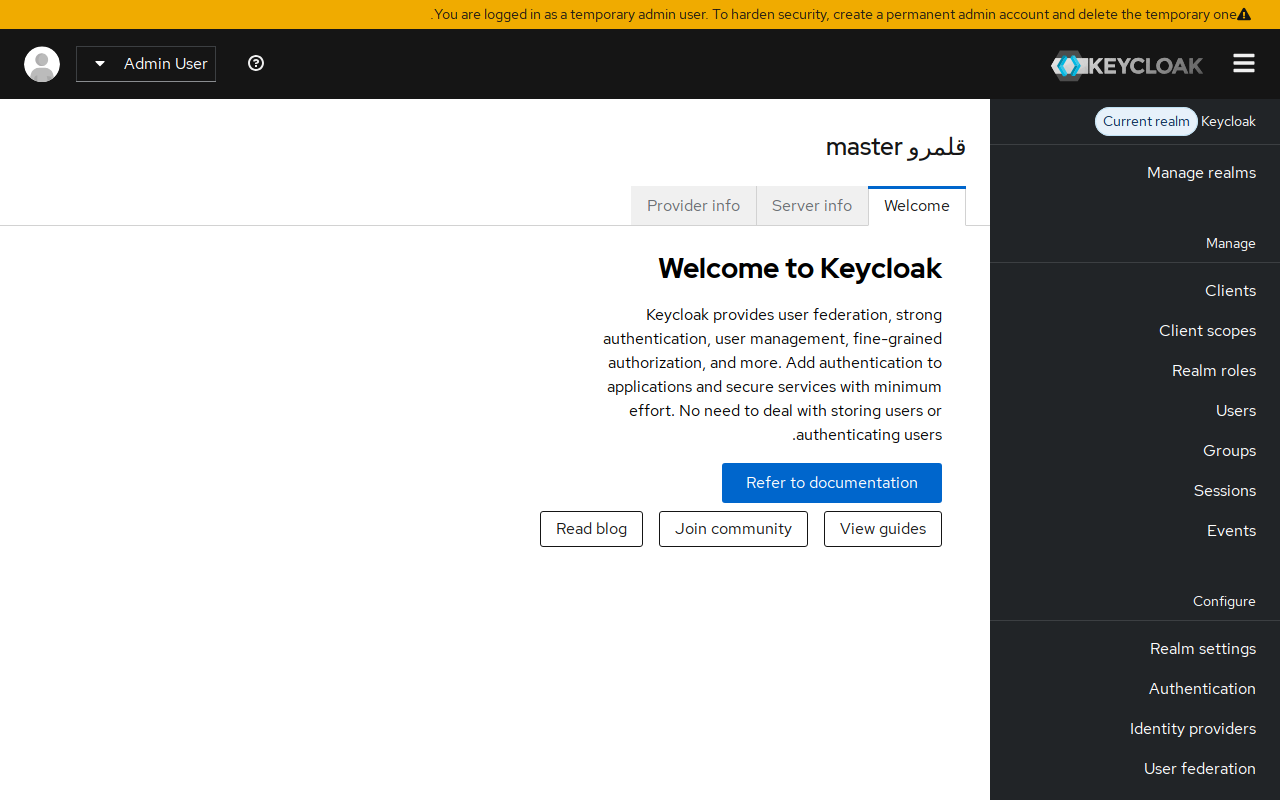 You are logged in as a temporary admin user. To harden security, create a permanent admin account and delete the temporary one.
KEYCLOAK
Admin User
Keycloak Current realm
Manage realms
Manage
Clients
Client scopes
Realm roles
Users
Groups
Sessions
Events
Configure
Realm settings
Authentication
Identity providers
User federation
قلمرو master
Welcome
Server info
Provider info
Welcome to Keycloak
Keycloak provides user federation, strong
authentication, user management, fine-grained
authorization, and more. Add authentication to
applications and secure services with minimum
effort. No need to deal with storing users or
authenticating users.
Refer to documentation
View guides
Join community
Read blog